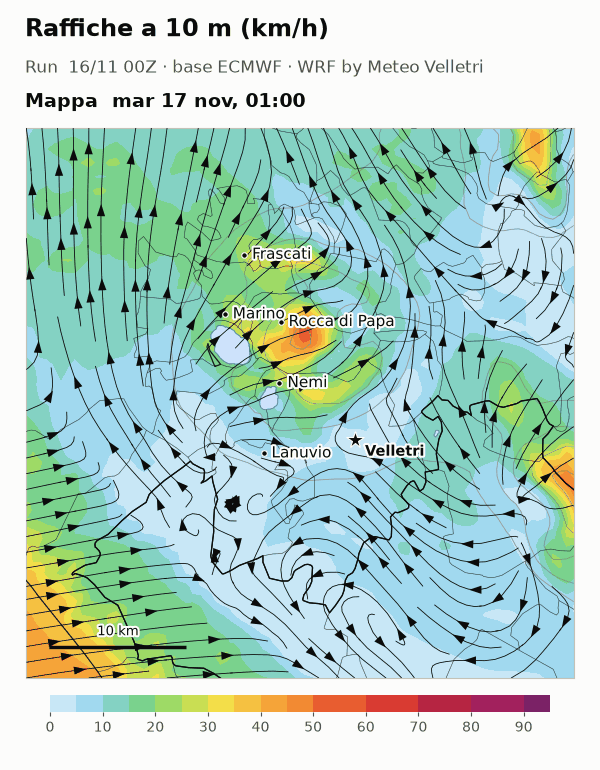 Raffiche a 10 m (km/h)
Run  16/11 00Z · base ECMWF · WRF by Meteo Velletri
Mappa  mar 17 nov, 01:00
Frascati
Marino
Rocca di Papa
Nemi
Velletri
Lanuvio
10 km
0 10 20 30 40 50 60 70 80 90